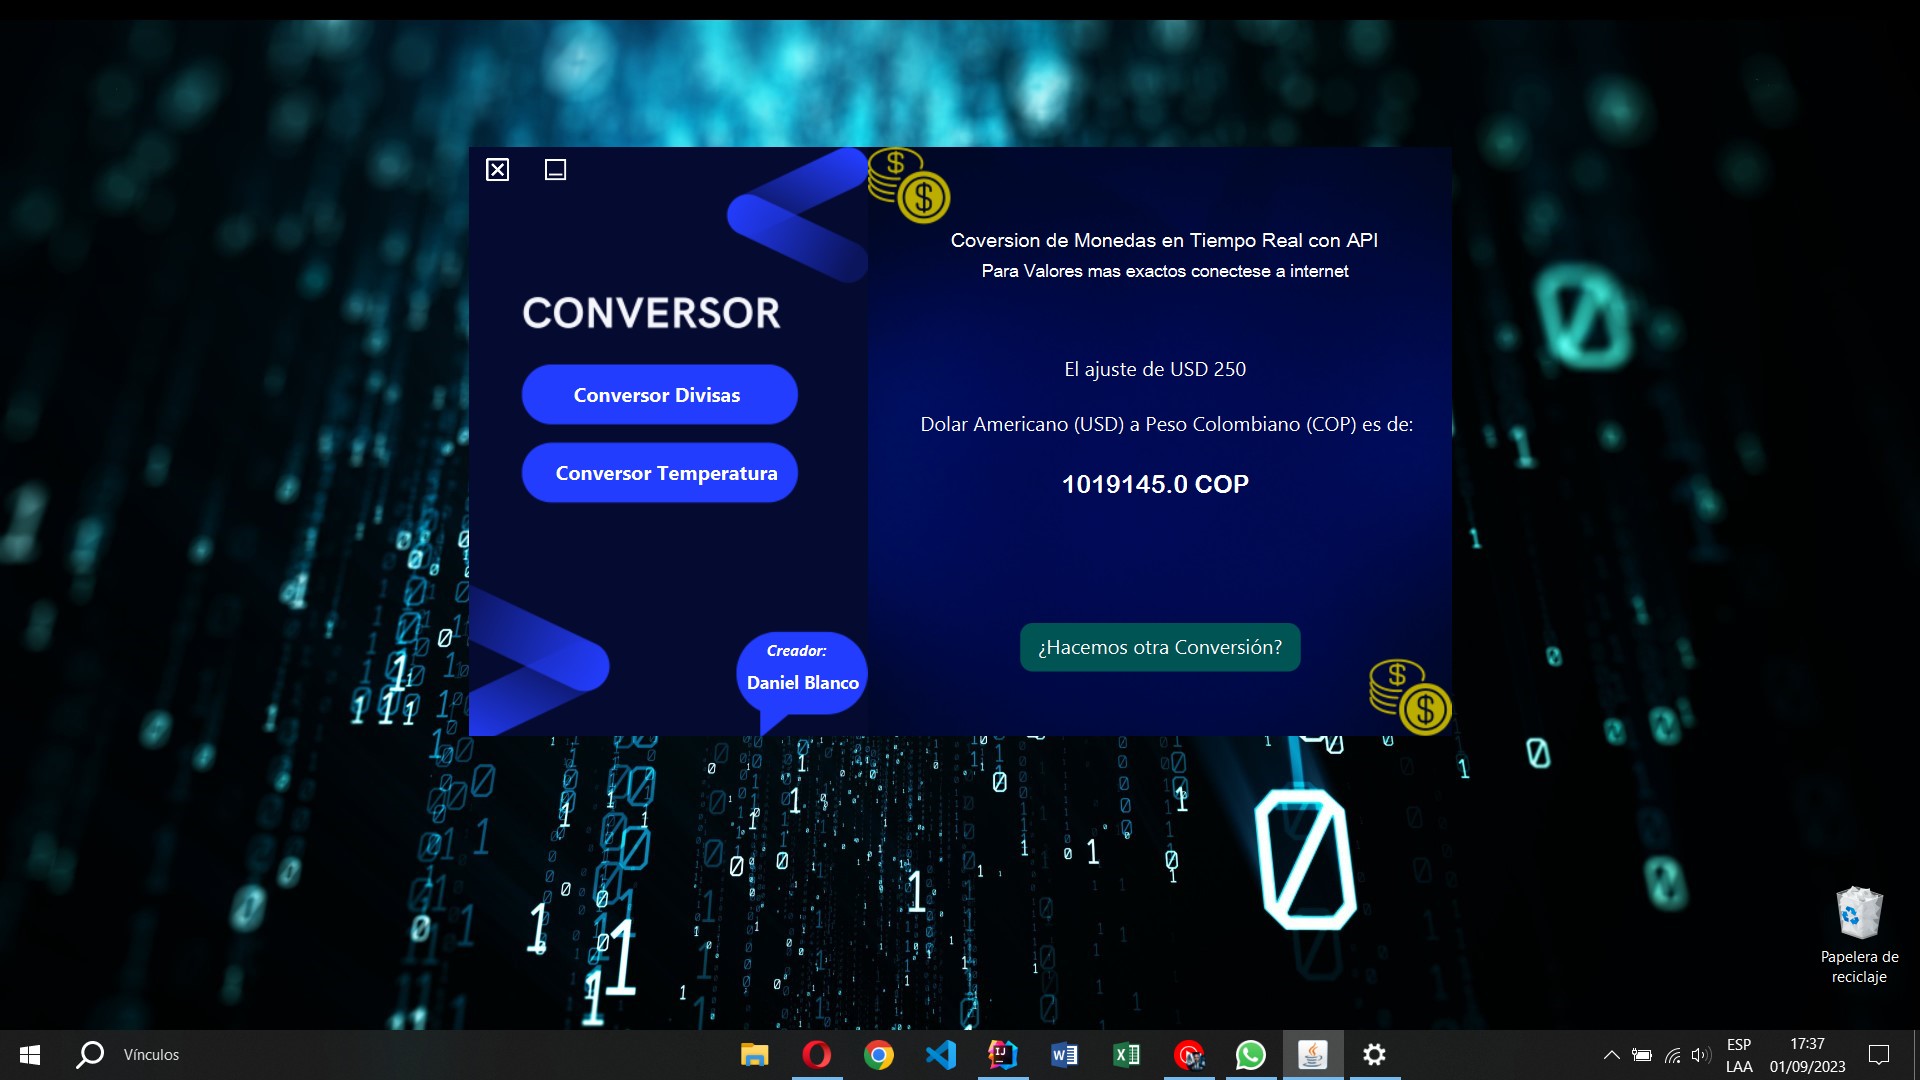 CONVERSOR
Conversor Divisas
Conversor Temperatura
Creador:
Daniel Blanco
Coversion de Monedas en Tiempo Real con API
Para Valores mas exactos conectese a internet
El ajuste de USD 250
Dolar Americano (USD) a Peso Colombiano (COP) es de:
1019145.0 COP
¿Hacemos otra Conversión?
Papelera de
reciclaje
Vínculos
ESP
LAA
17:37
01/09/2023